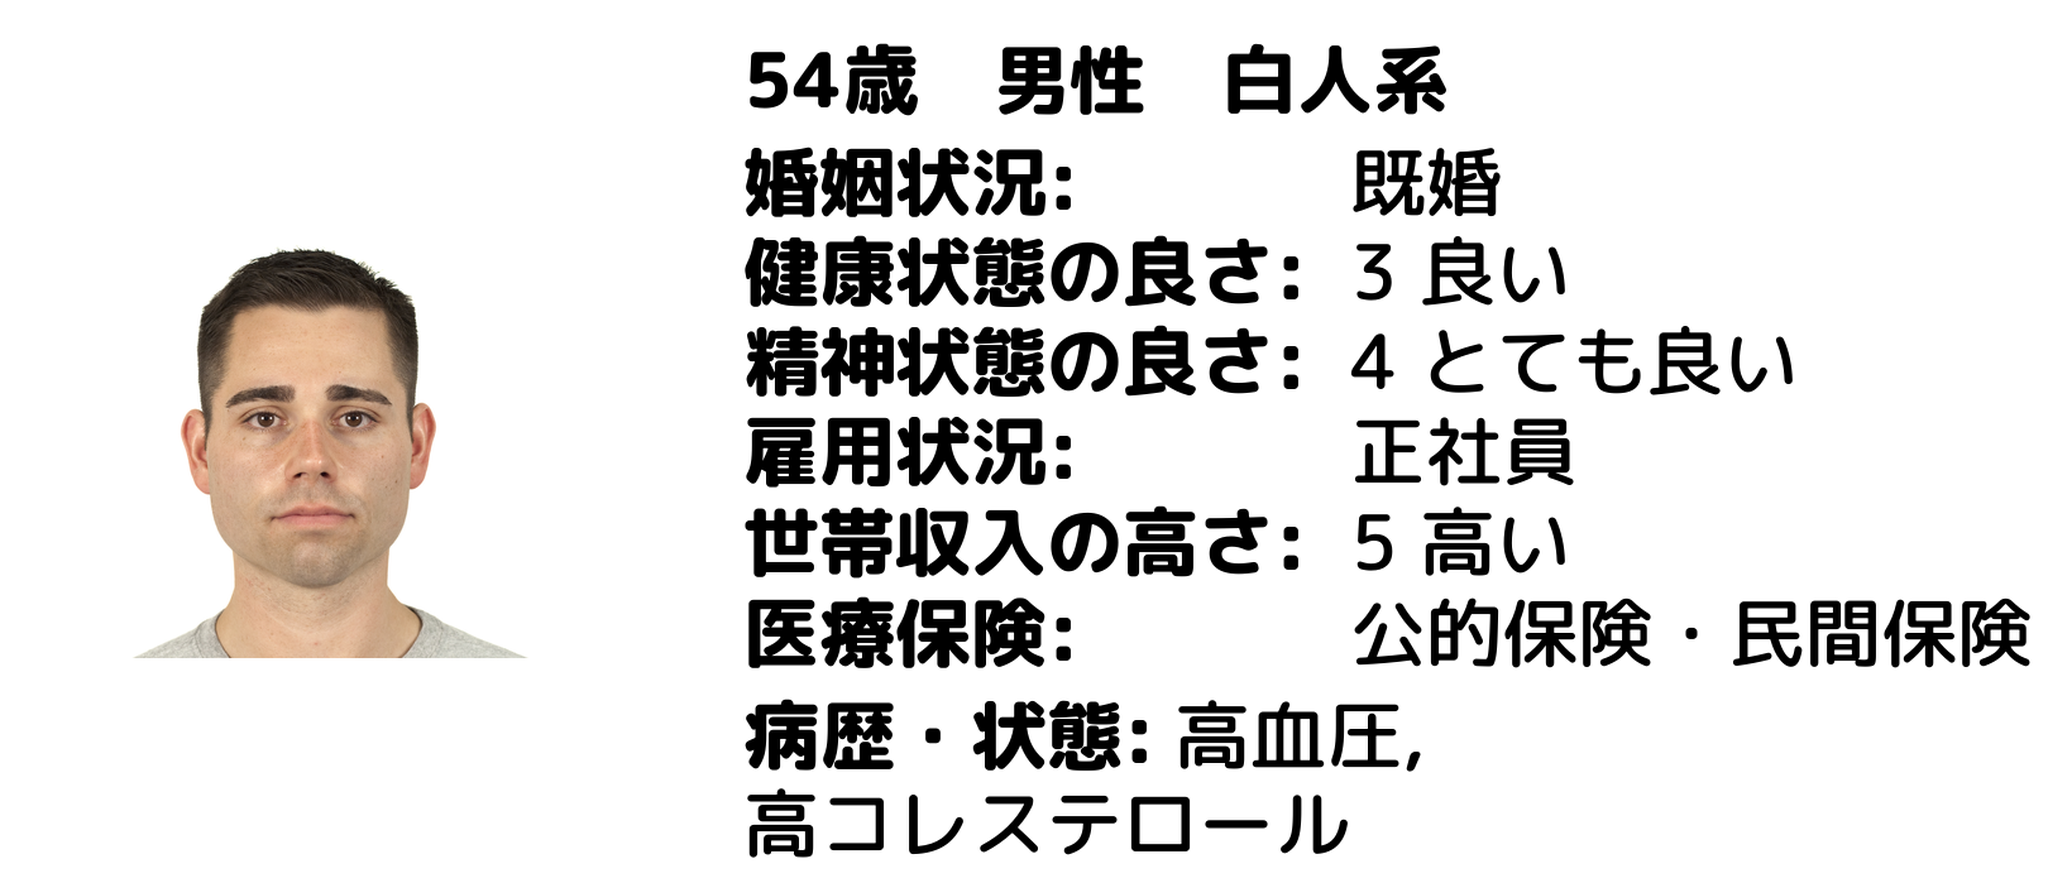 54歳　男性　白人系
婚姻状況: 既婚
健康状態の良さ: 3 良い
精神状態の良さ: 4 とても良い
雇用状況: 正社員
世帯収入の高さ: 5 高い
医療保険: 公的保険・民間保険
病歴・状態: 高血圧,
高コレステロール